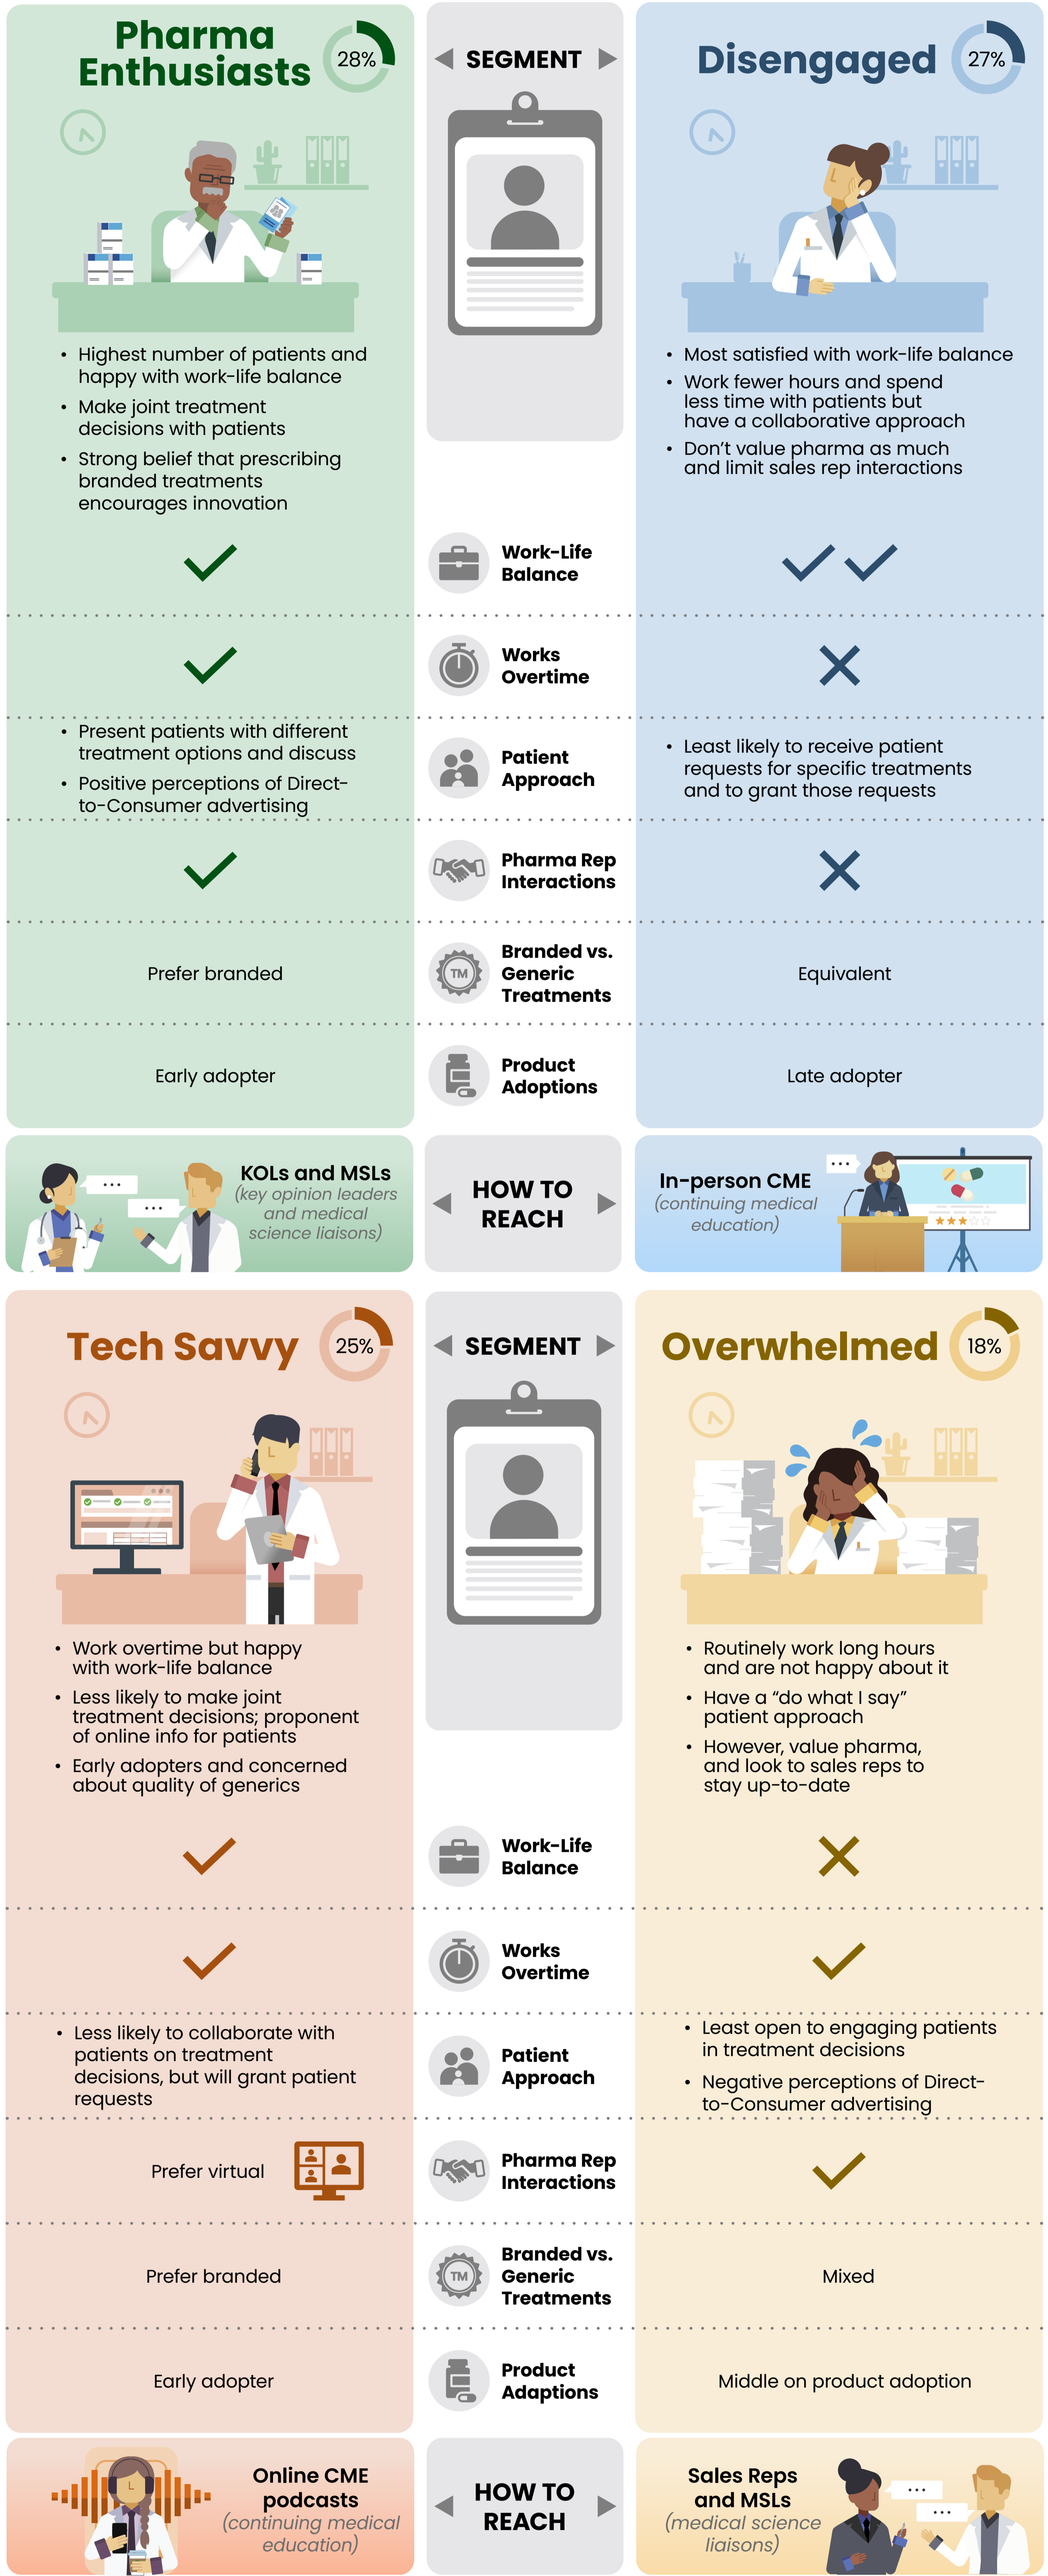 Pharma
Enthusiasts
28%
SEGMENT
Disengaged
27%
• Highest number of patients and
happy with work-life balance
• Make joint treatment
decisions with patients
• Strong belief that prescribing
branded treatments
encourages innovation
• Most satisfied with work-life balance
• Work fewer hours and spend
less time with patients but
have a collaborative approach
• Don't value pharma as much
and limit sales rep interactions
Work-Life
Balance
Works
Overtime
• Present patients with different
treatment options and discuss
• Positive perceptions of Direct-
to-Consumer advertising
Patient
Approach
• Least likely to receive patient
requests for specific treatments
and to grant those requests
Pharma Rep
Interactions
Prefer branded
TM
Branded vs.
Generic
Treatments
Equivalent
Early adopter
Product
Adoptions
Late adopter
KOLs and MSLs
(key opinion leaders
and medical
science liaisons)
HOW TO
REACH
In-person CME
(continuing medical
education)
Tech Savvy
25%
SEGMENT
Overwhelmed
18%
• Work overtime but happy
with work-life balance
• Less likely to make joint
treatment decisions; proponent
of online info for patients
• Early adopters and concerned
about quality of generics
• Routinely work long hours
and are not happy about it
• Have a “do what I say”
patient approach
• However, value pharma,
and look to sales reps to
stay up-to-date
Work-Life
Balance
Works
Overtime
• Less likely to collaborate with
patients on treatment
decisions, but will grant patient
requests
Patient
Approach
• Least open to engaging patients
in treatment decisions
• Negative perceptions of Direct-
to-Consumer advertising
Prefer virtual
Pharma Rep
Interactions
Prefer branded
TM
Branded vs.
Generic
Treatments
Mixed
Early adopter
Product
Adaptions
Middle on product adoption
Online CME
podcasts
(continuing medical
education)
HOW TO
REACH
Sales Reps
and MSLs
(medical science
liaisons)